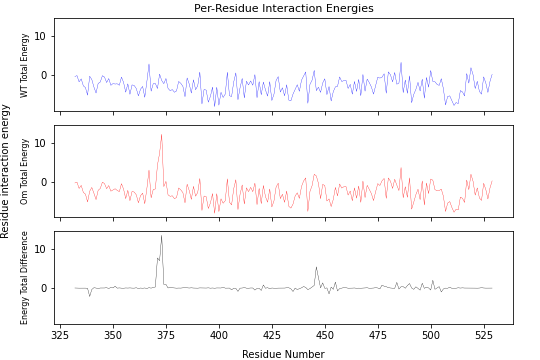 Per-Residue Interaction Energies
Residue interaction energy
WT Total Energy
10
0
Om Total Energy
10
0
Energy Total Difference
10
0
325 350 375 400 425 450 475 500 525
Residue Number